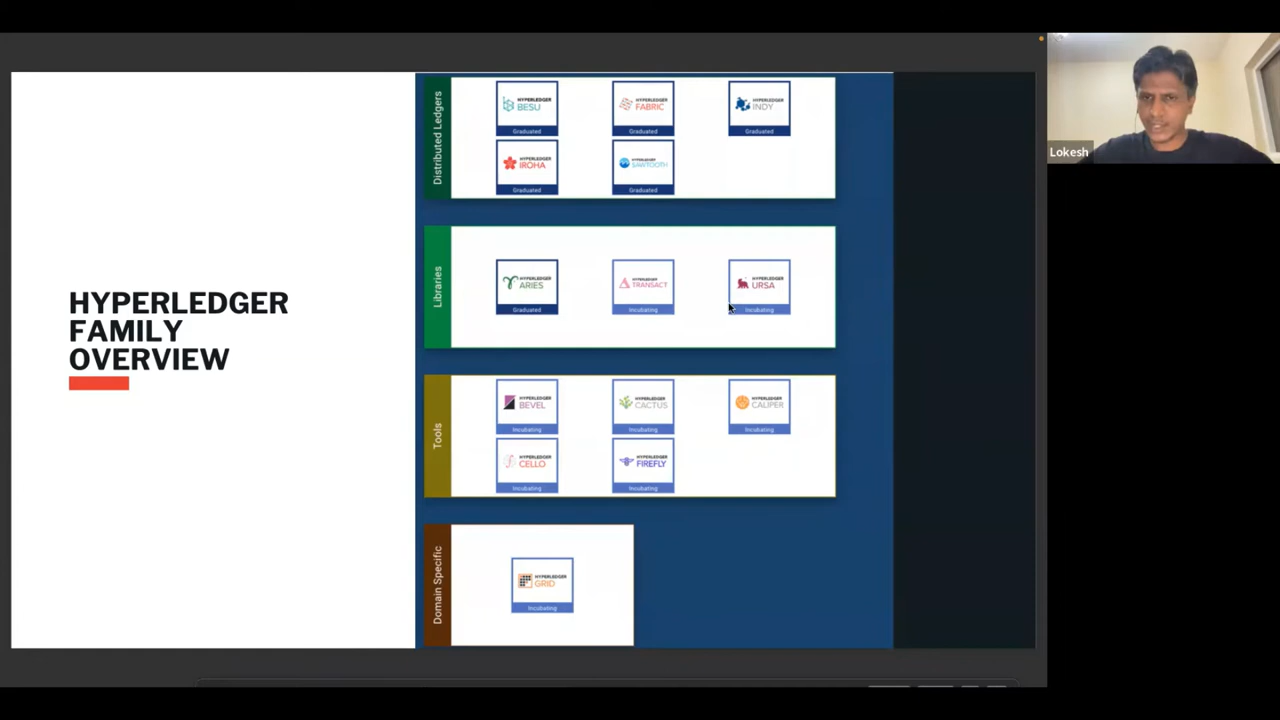 HYPERLEDGER
FAMILY
OVERVIEW
Distributed Ledgers
HYPERLEDGER
BESU
Graduated
HYPERLEDGER
FABRIC
Graduated
HYPERLEDGER
INDY
Graduated
HYPERLEDGER
IROHA
Graduated
HYPERLEDGER
SAWTOOTH
Graduated
Libraries
HYPERLEDGER
ARIES
Graduated
HYPERLEDGER
TRANSACT
Incubating
HYPERLEDGER
URSA
Incubating
Tools
HYPERLEDGER
BEVEL
Incubating
HYPERLEDGER
CACTUS
Incubating
HYPERLEDGER
CALIPER
Incubating
HYPERLEDGER
CELLO
Incubating
HYPERLEDGER
FIREFLY
Incubating
Domain Specific
HYPERLEDGER
GRID
Incubating
Lokesh